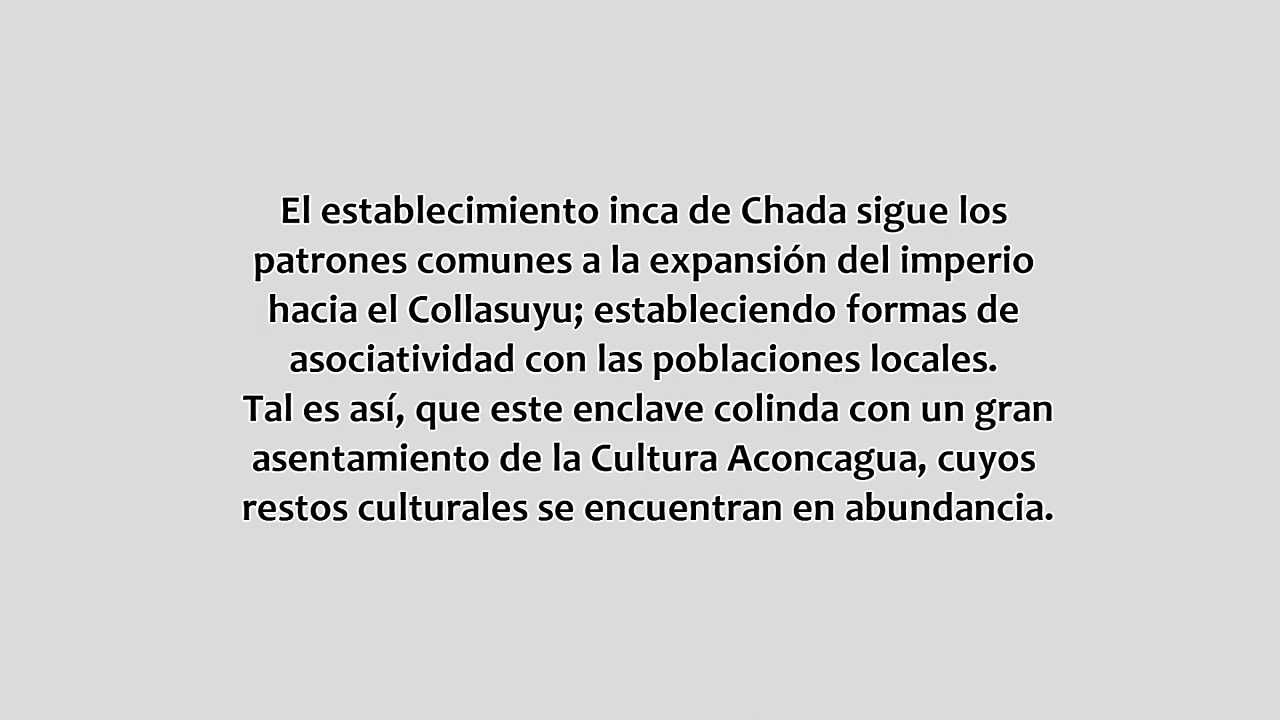 El establecimiento inca de Chada sigue los
patrones comunes a la expansión del imperio
hacia el Collasuyu; estableciendo formas de
asociatividad con las poblaciones locales.
Tal es así, que este enclave colinda con un gran
asentamiento de la Cultura Aconcagua, cuyos
restos culturales se encuentran en abundancia.